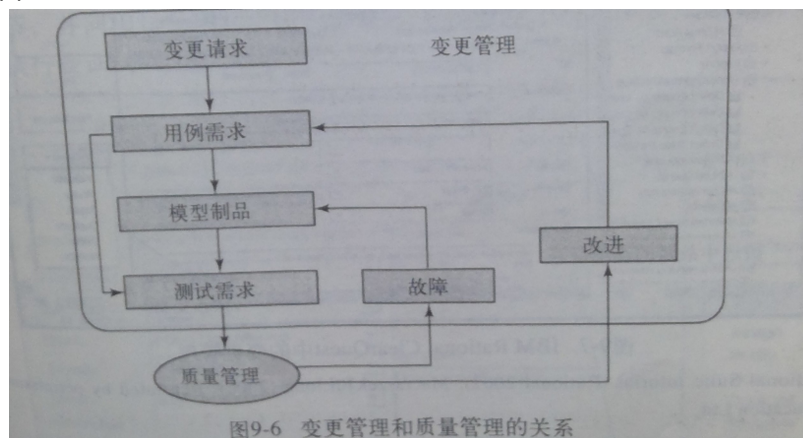 变更请求
变更管理
用例需求
模型制品
改进
测试需求
故障
质量管理
图9-6 变更管理和质量管理的关系